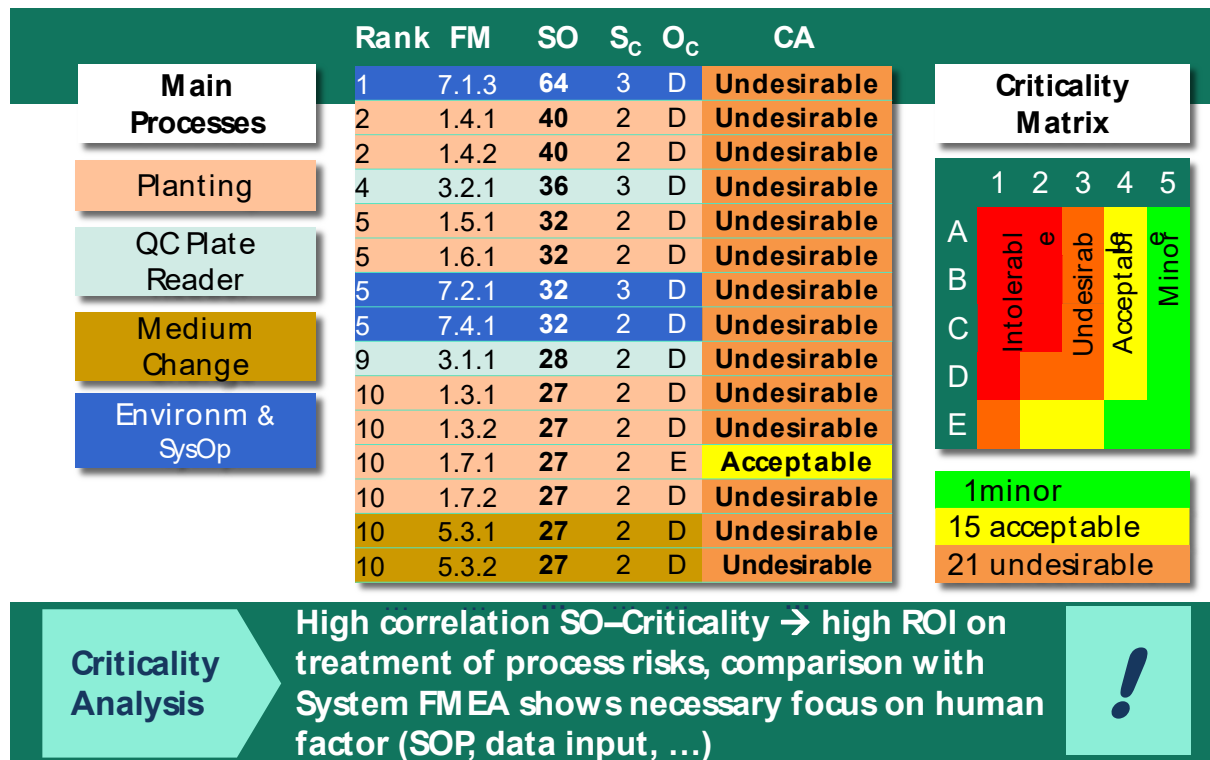 Rank FM SO SC OC CA
Main
Processes
Planting
QC Plate
Reader
Medium
Change
Environm &
SysOp
1 7.1.3 64 3 D Undesirable
2 1.4.1 40 2 D Undesirable
2 1.4.2 40 2 D Undesirable
4 3.2.1 36 3 D Undesirable
5 1.5.1 32 2 D Undesirable
5 1.6.1 32 2 D Undesirable
5 7.2.1 32 3 D Undesirable
5 7.4.1 32 2 D Undesirable
9 3.1.1 28 2 D Undesirable
10 1.3.1 27 2 D Undesirable
10 1.3.2 27 2 D Undesirable
10 1.7.1 27 2 E Acceptable
10 1.7.2 27 2 D Undesirable
10 5.3.1 27 2 D Undesirable
10 5.3.2 27 2 D Undesirable
... ... ... ... ... ...
Criticality
Matrix
1 2 3 4 5
A
B
C
D
E
Intolerabl
e
Undesirab
le
Acceptabl
e
Minor
1minor
15 acceptable
21 undesirable
Criticality
Analysis
High correlation SO–Criticality → high ROI on
treatment of process risks, comparison with
System FMEA shows necessary focus on human
factor (SOP, data input, …)
!